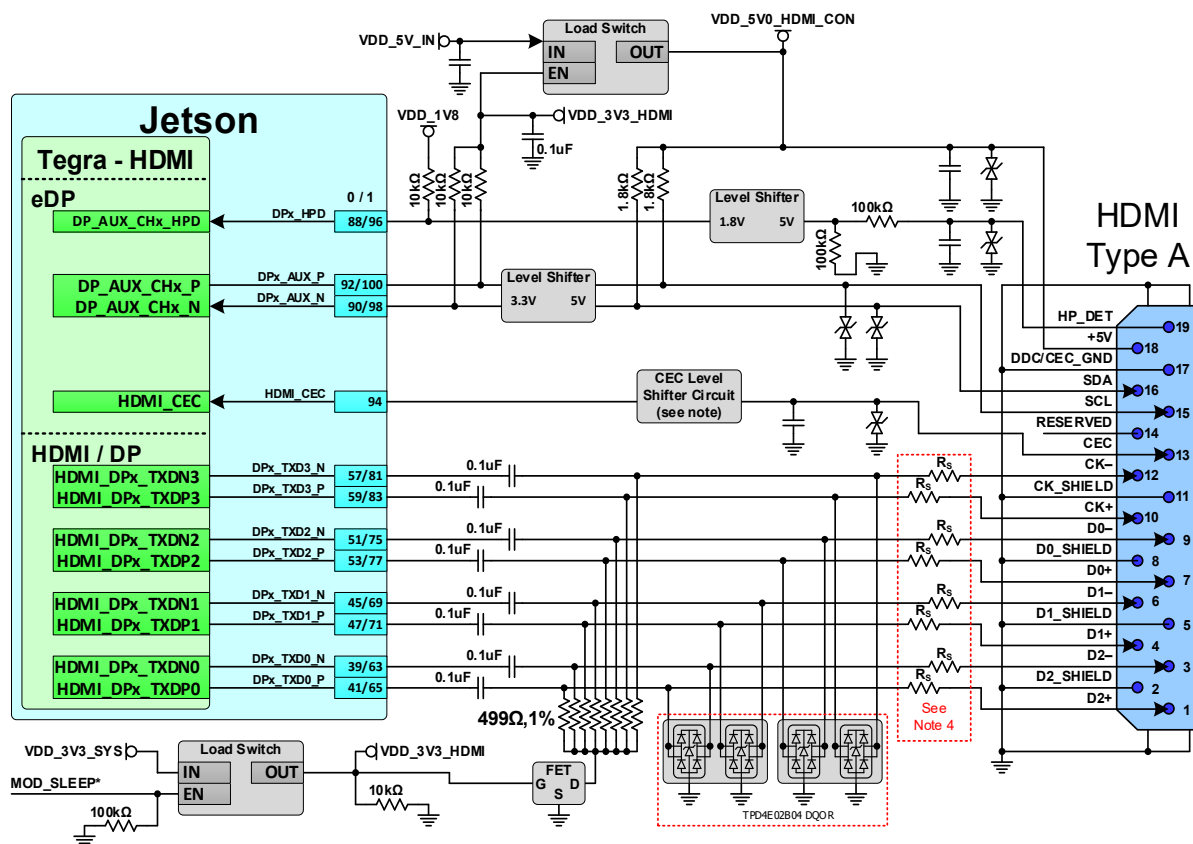 Load Switch
IN
OUT
EN
VDD_5V_IN
VDD_5V0_HDMI_CON
VDD_1V8
VDD_3V3_HDMI
0.1uF
Jetson
Tegra - HDMI
eDP
0 / 1
10kΩ
10kΩ
10kΩ
1.8kΩ
1.8kΩ
DP_AUX_CHx_HPD
DPx_HPD
88/96
Level Shifter
1.8V
5V
100kΩ
100kΩ
HDMI
Type A
DP_AUX_CHx_P
DPx_AUX_P
92/100
DP_AUX_CHx_N
DPx_AUX_N
90/98
Level Shifter
3.3V
5V
HDMI_CEC
HDMI_CEC
94
CEC Level
Shifter Circuit
(see note)
HP_DET
19
+5V
18
DDC/CEC_GND
17
SDA
16
SCL
15
RESERVED
14
CEC
13
CK–
12
CK_SHIELD
11
CK+
10
D0–
9
D0_SHIELD
8
D0+
7
D1–
6
D1_SHIELD
5
D1+
4
D2–
3
D2_SHIELD
2
D2+
1
HDMI / DP
HDMI_DPx_TXDN3
DPx_TXD3_N
57/81
0.1uF
RS
HDMI_DPx_TXDP3
DPx_TXD3_P
59/83
0.1uF
RS
HDMI_DPx_TXDN2
DPx_TXD2_N
51/75
0.1uF
RS
HDMI_DPx_TXDP2
DPx_TXD2_P
53/77
0.1uF
RS
HDMI_DPx_TXDN1
DPx_TXD1_N
45/69
0.1uF
RS
HDMI_DPx_TXDP1
DPx_TXD1_P
47/71
0.1uF
RS
HDMI_DPx_TXDN0
DPx_TXD0_N
39/63
0.1uF
RS
HDMI_DPx_TXDP0
DPx_TXD0_P
41/65
0.1uF
RS
See
Note 4
499Ω,1%
TPD4E02B04DQOR
VDD_3V3_SYS
MOD_SLEEP*
100kΩ
Load Switch
IN
OUT
EN
VDD_3V3_HDMI
10kΩ
FET
G
D
S